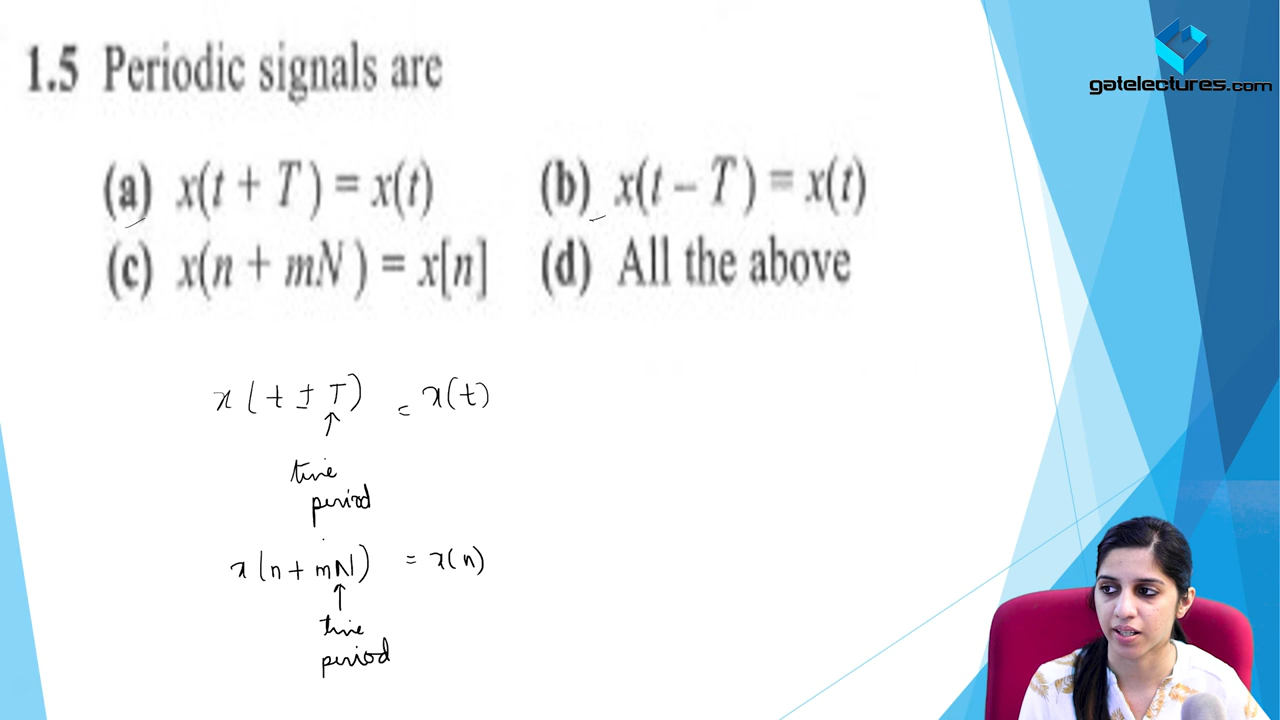 gatelectures.com
1.5 Periodic signals are
(a) x(t + T) = x(t) (b) x(t − T) = x(t)
(c) x(n + mN) = x[n] (d) All the above
x(t ± T) = x(t)
time
period
x(n + mN) = x(n)
time
period